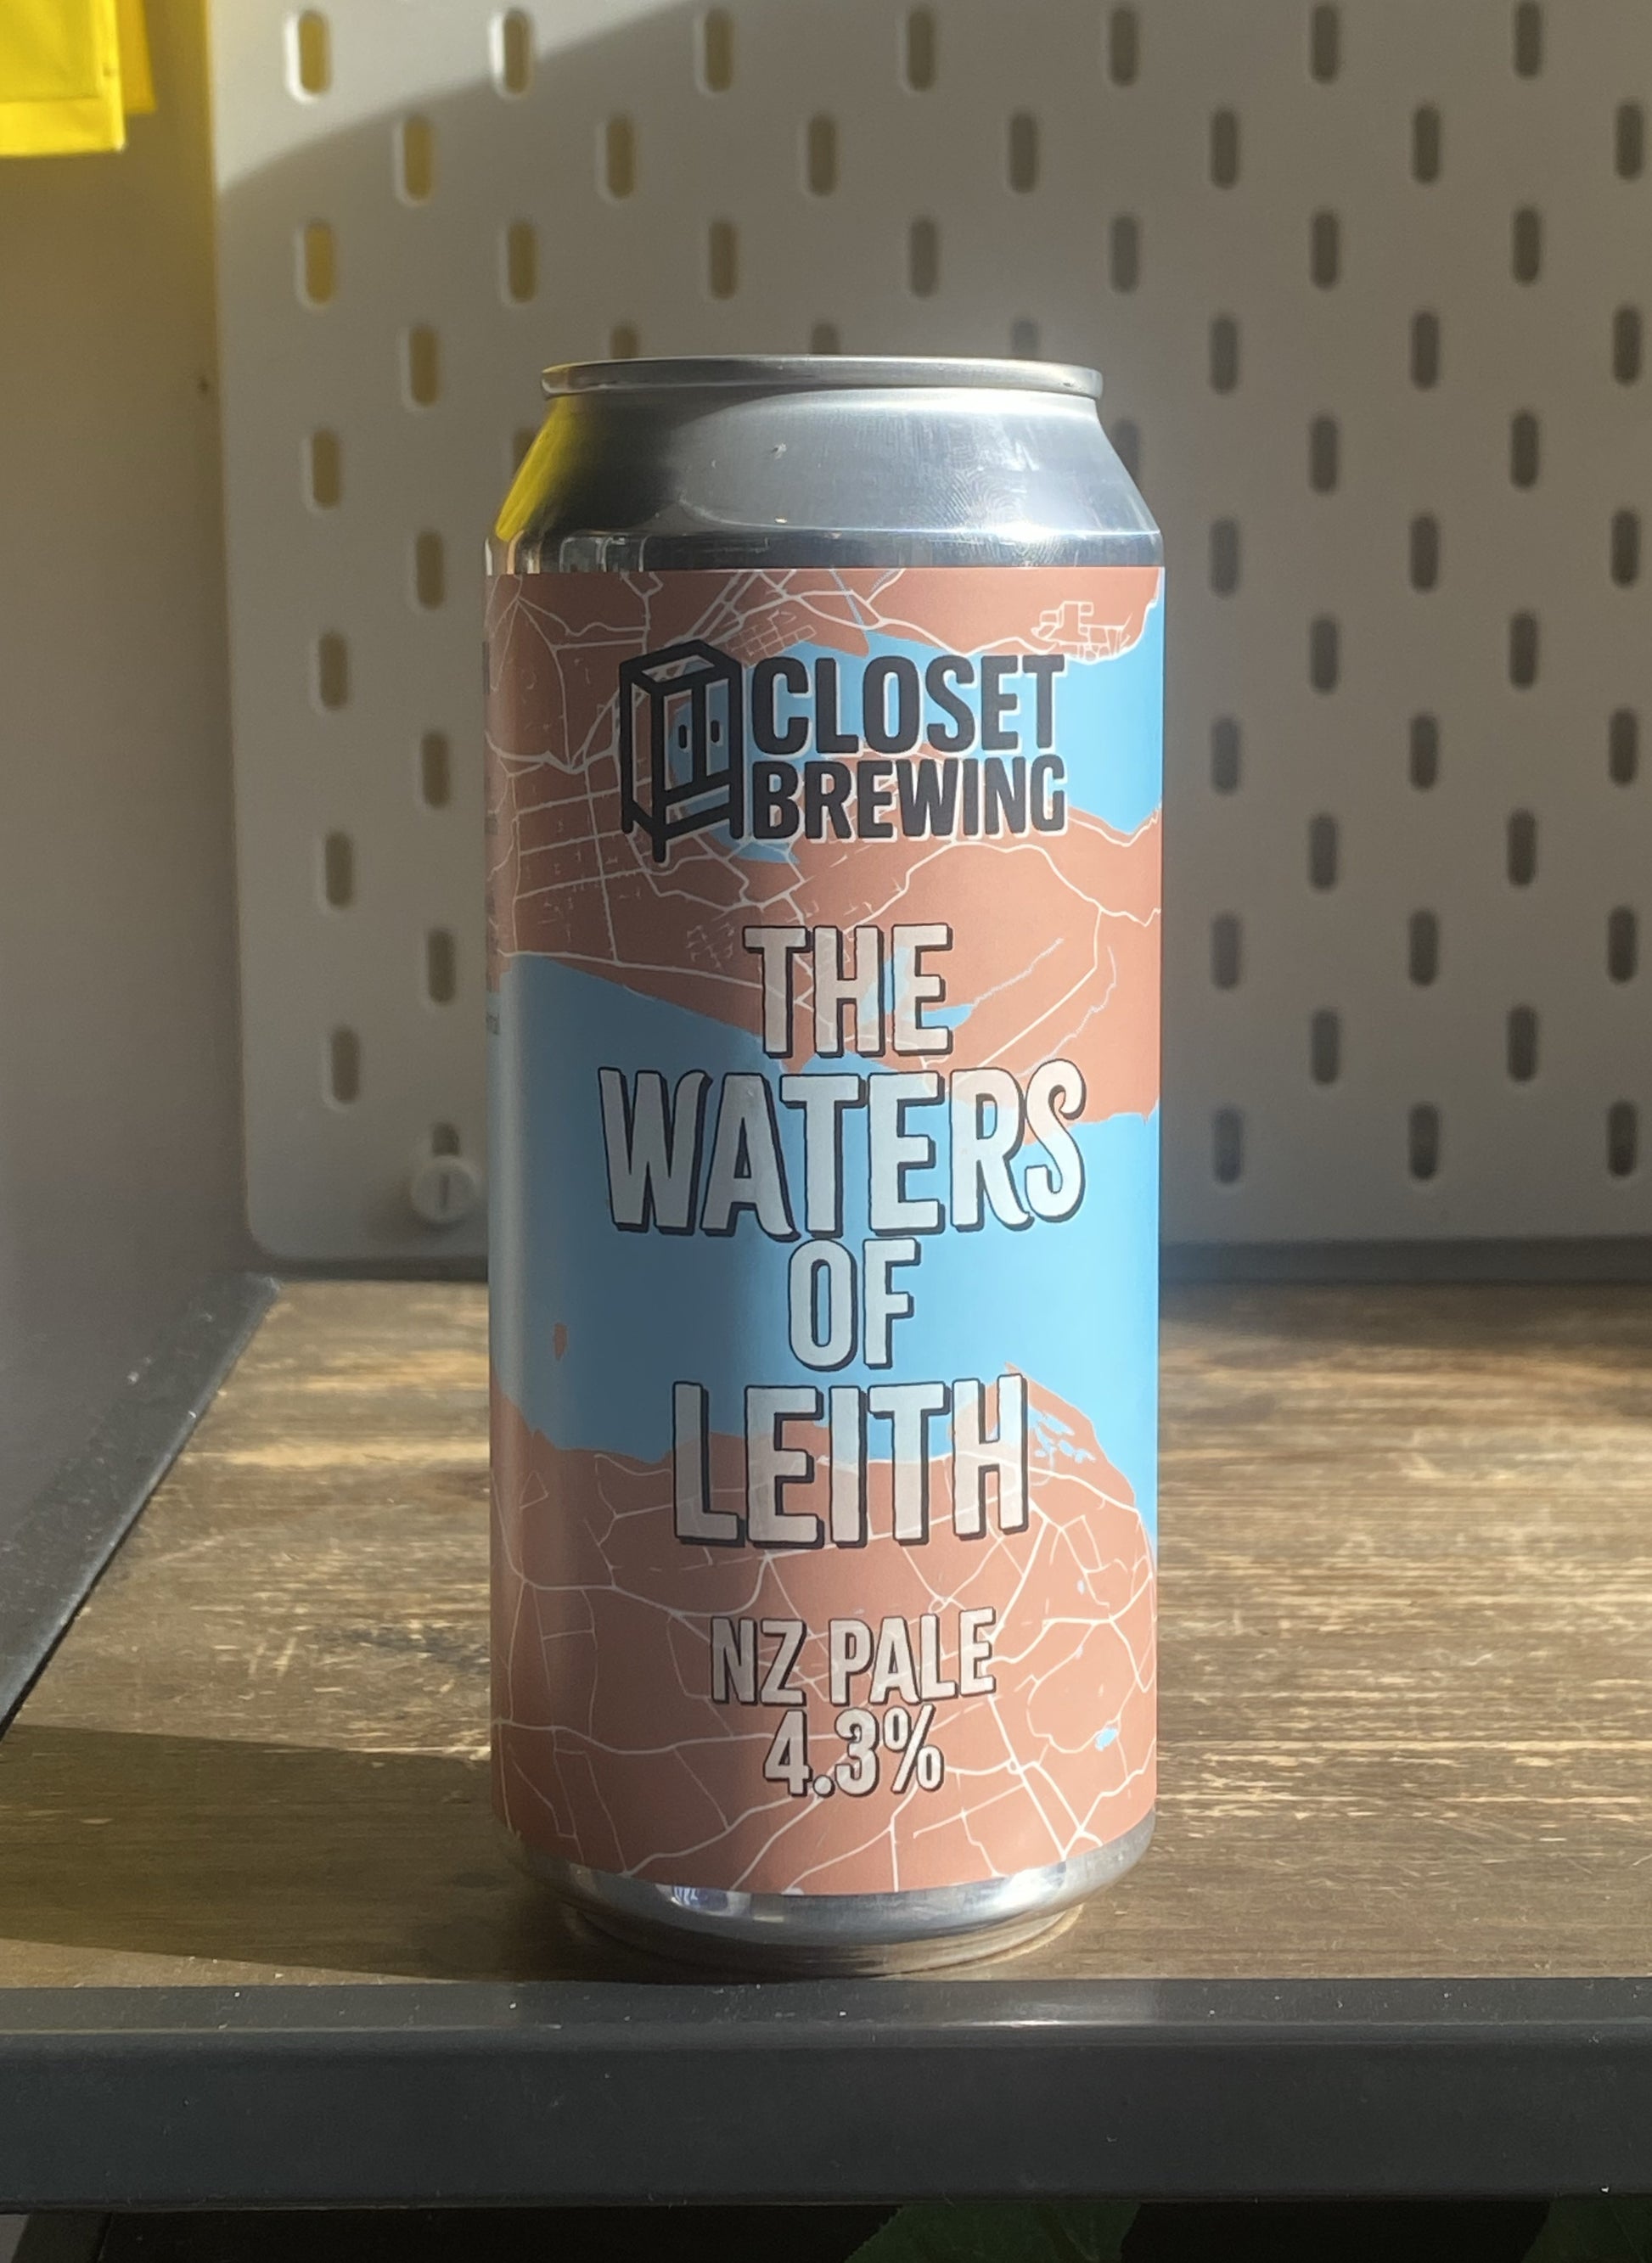 CLOSET
BREWING
THE
WATERS
OF
LEITH
NZ PALE
4.3%